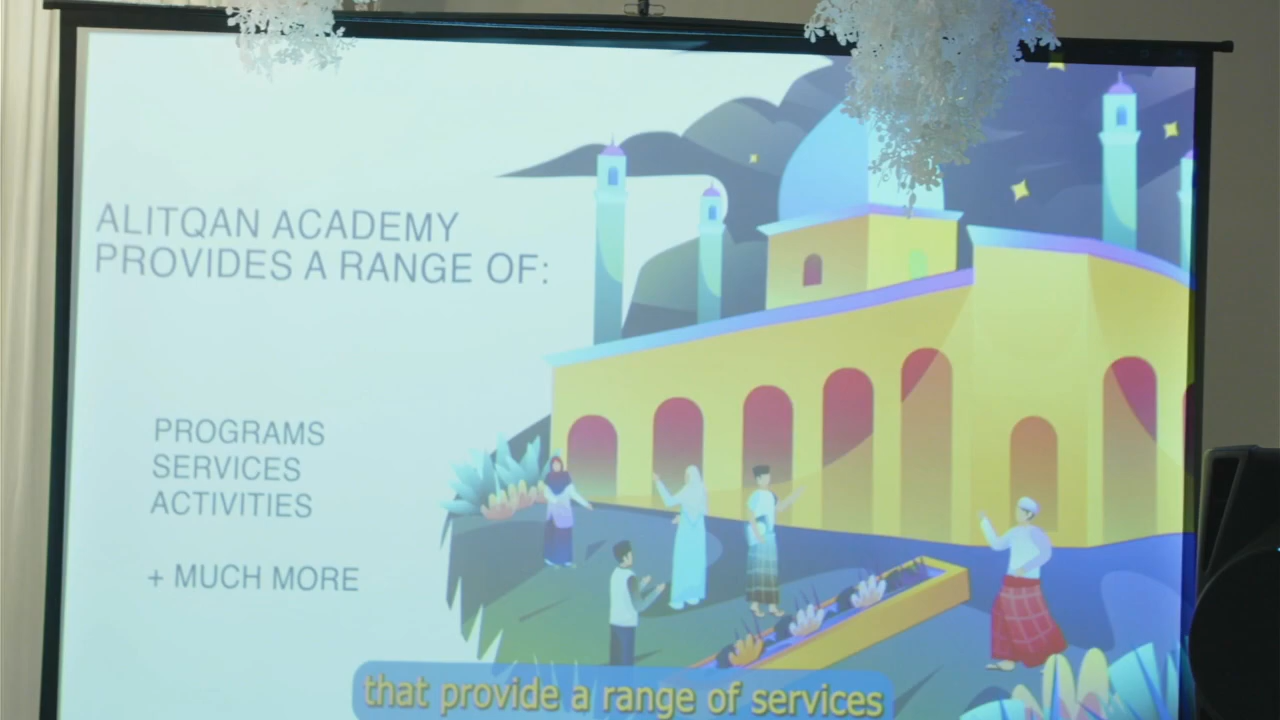 ALITQAN ACADEMY
PROVIDES A RANGE OF:
PROGRAMS
SERVICES
ACTIVITIES
+ MUCH MORE
that provide a range of services